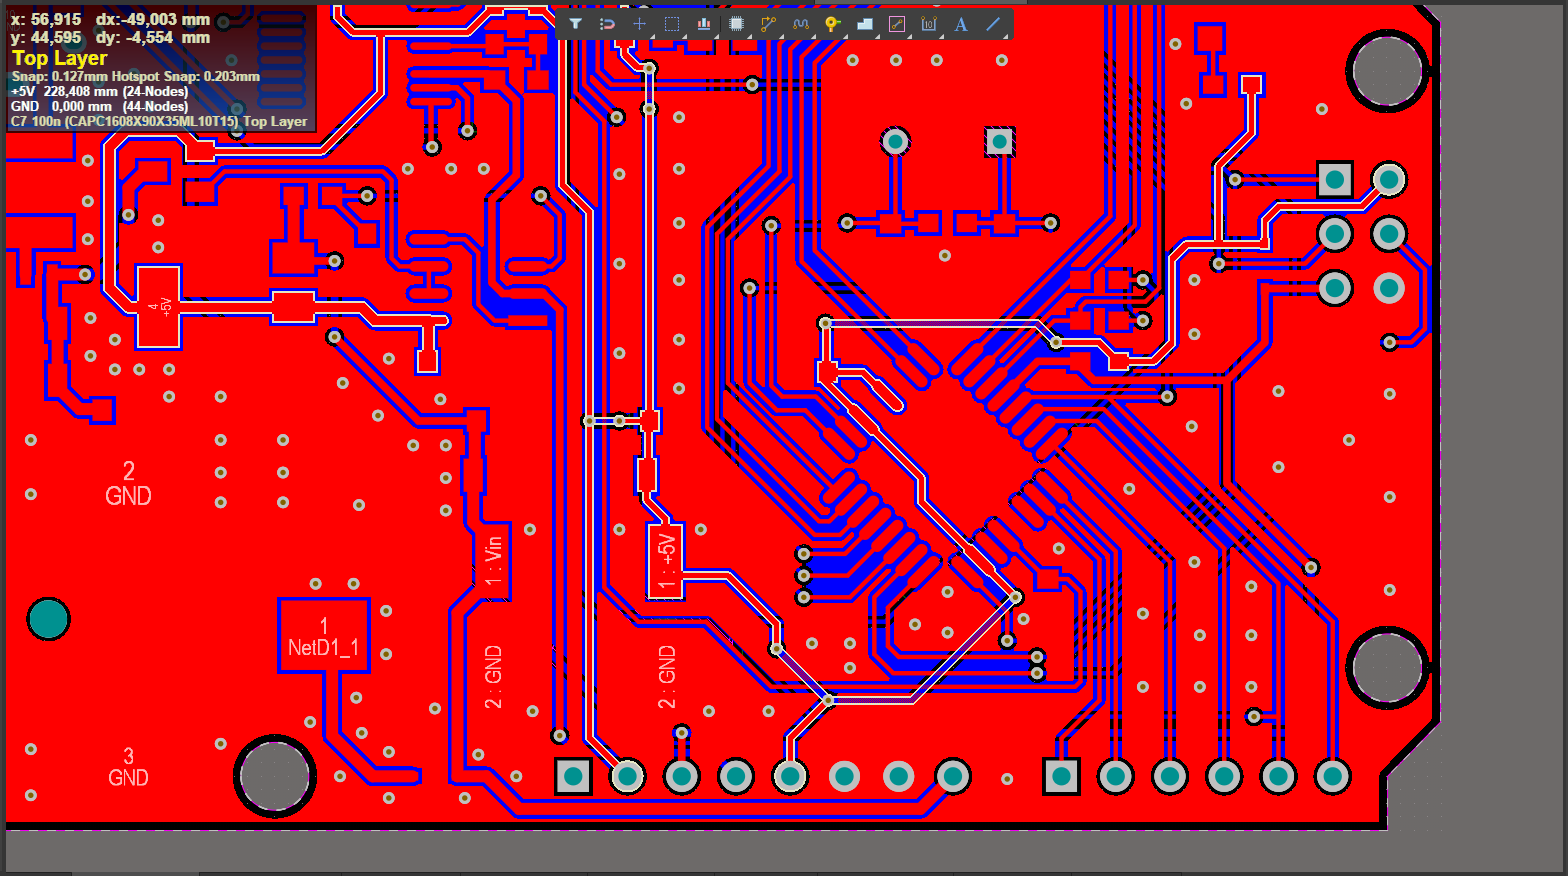 x: 56,915 dx:-49,003 mm
y: 44,595 dy: -4,554 mm
Top Layer
Snap: 0.127mm Hotspot Snap: 0.203mm
+5V 228,408 mm (24-Nodes)
GND 0,000 mm (44-Nodes)
C7 100n (CAPC1608X90X35ML10T15) Top Layer
A
4
+5V
2
GND
1 : Vin
1 : +5V
1
NetD1_1
2 : GND
2 : GND
3
GND